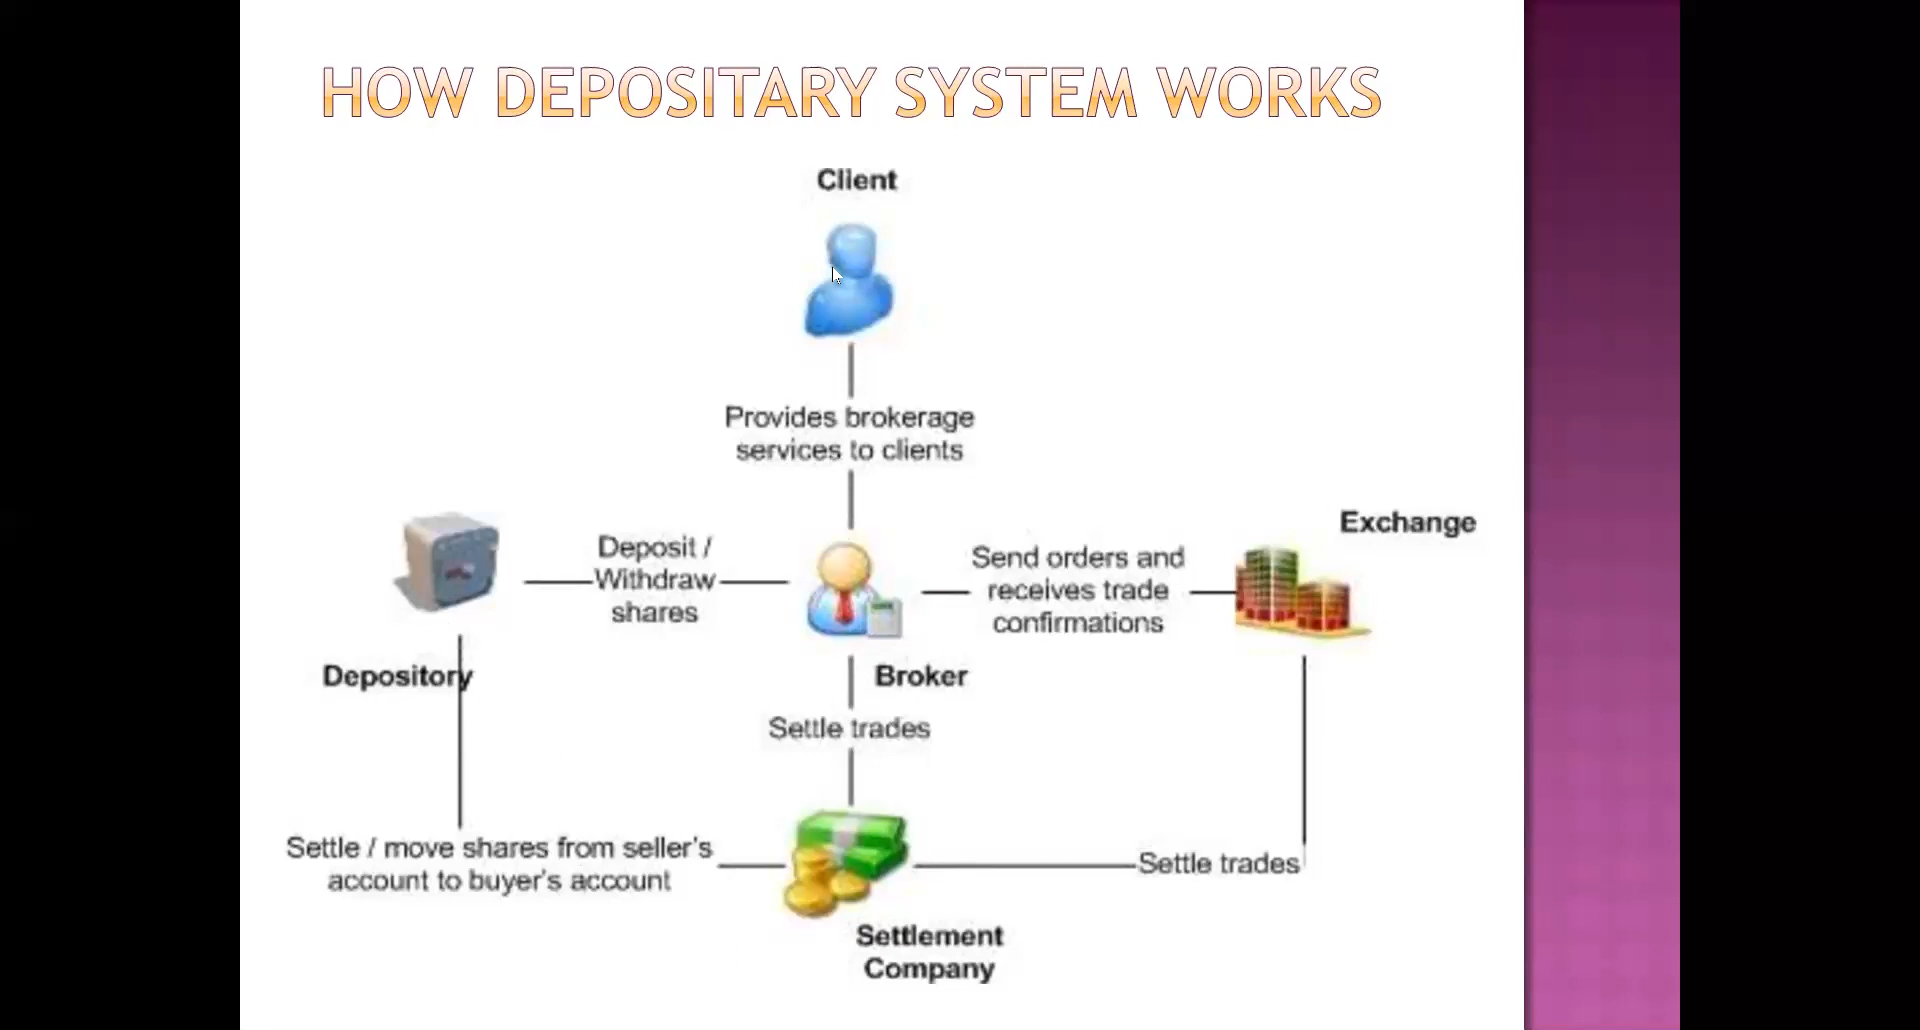 HOW DEPOSITARY SYSTEM WORKS
Client
Provides brokerage
services to clients
Exchange
Deposit /
Withdraw
shares
Send orders and
receives trade
confirmations
Depository
Broker
Settle trades
Settle / move shares from seller's
account to buyer's account
Settle trades
Settlement
Company